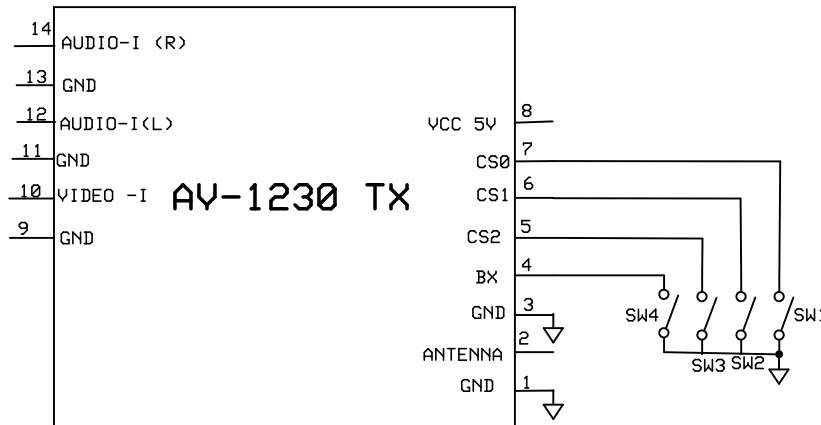 14
AUDIO-I (R)
13
GND
12
AUDIO-I(L)
11
GND
10
VIDEO -I
9
GND
AV-1230 TX
8
VCC 5V
7
CS0
6
CS1
5
CS2
4
BX
3
GND
2
ANTENNA
1
GND
SW4
SW3
SW2
SW1